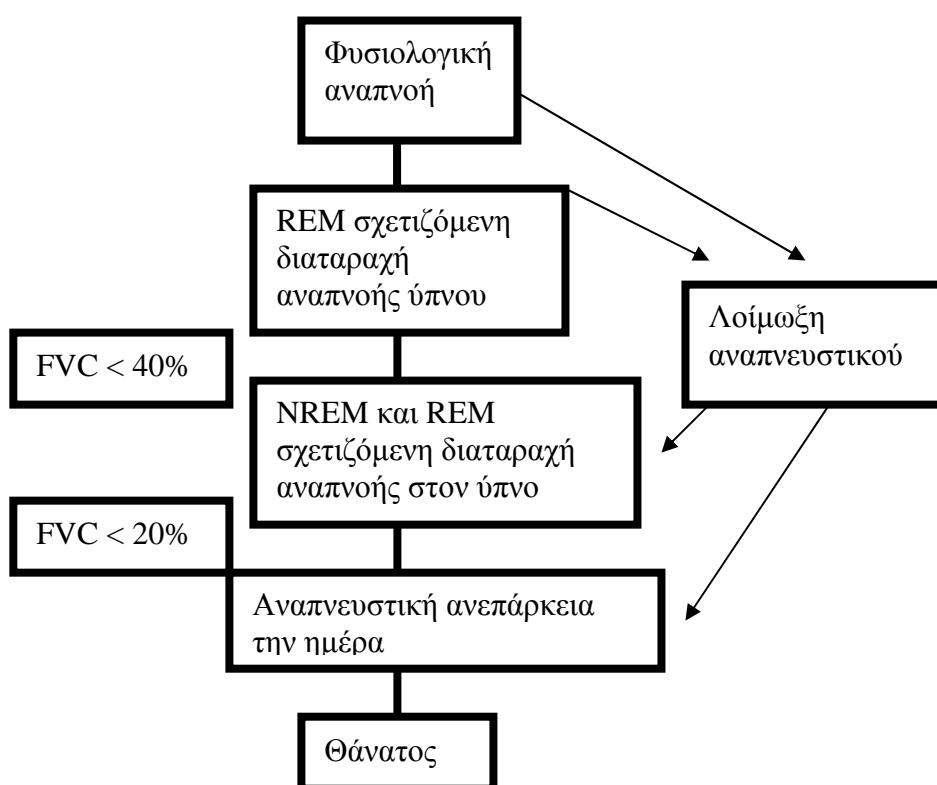 Φυσιολογική
αναπνοή
REM σχετιζόμενη
διαταραχή
αναπνοής ύπνου
Λοίμωξη
αναπνευστικού
FVC < 40%
NREM και REM
σχετιζόμενη διαταραχή
αναπνοής στον ύπνο
FVC < 20%
Αναπνευστική ανεπάρκεια
την ημέρα
Θάνατος